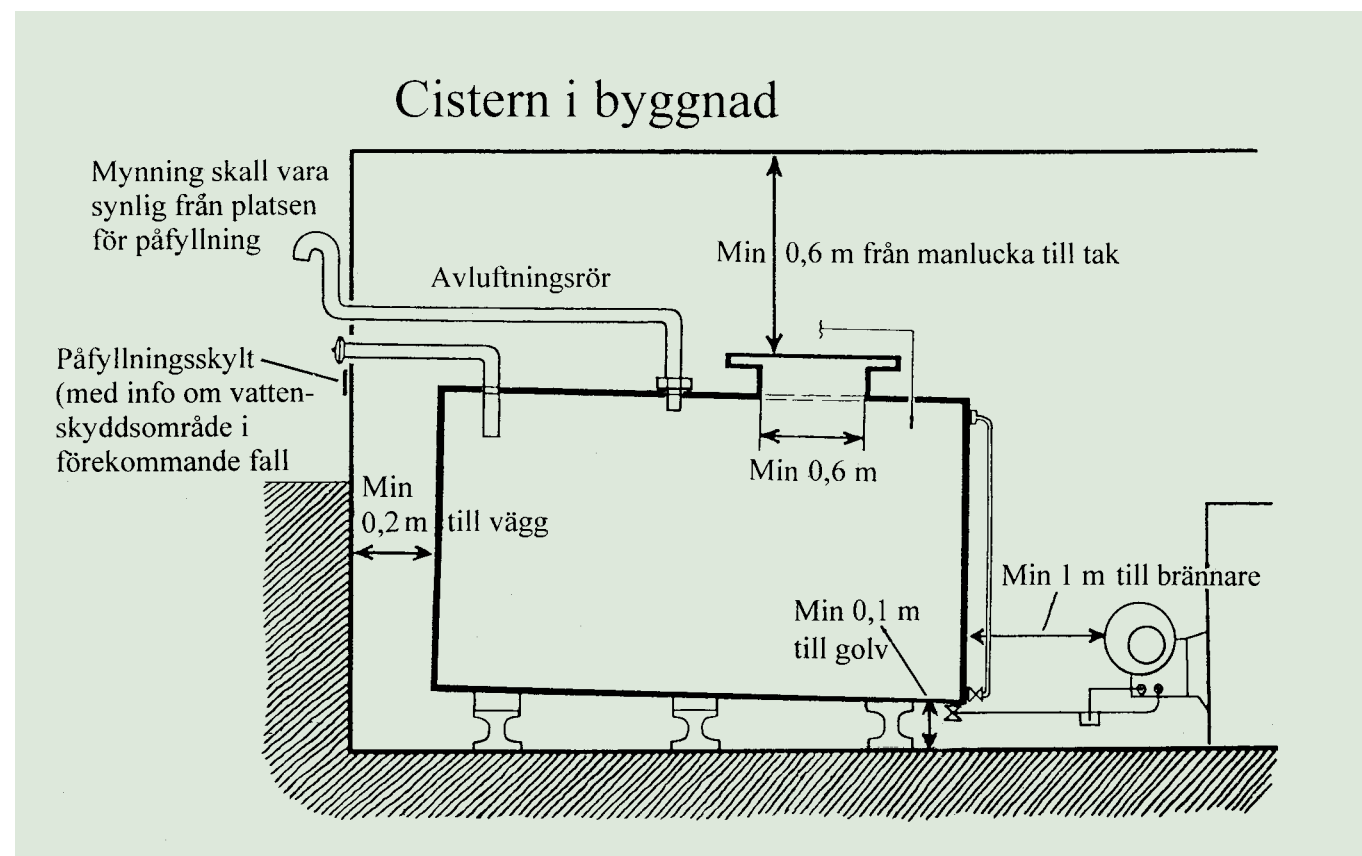 Cistern i byggnad
Mynning skall vara
synlig från platsen
för påfyllning
Avluftningsrör
Min 0,6 m från manlucka till tak
Påfyllningsskylt
(med info om vatten-
skyddsområde i
förekommande fall
Min 0,6 m
Min
0,2 m till vägg
Min 1 m till brännare
Min 0,1 m
till golv